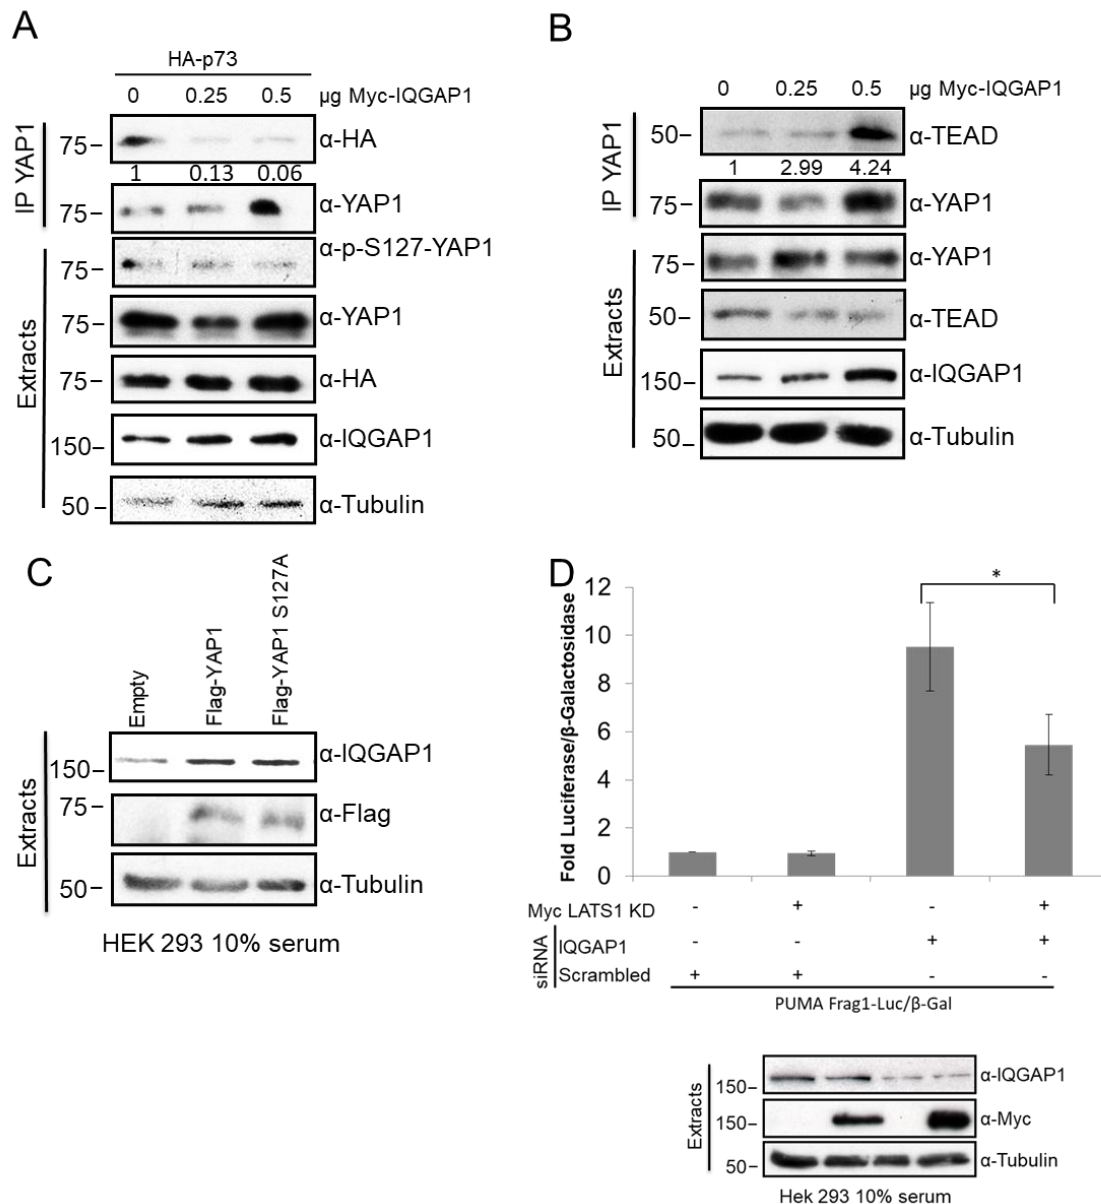 A
HA-p73
0 0.25 0.5 µg Myc-IQGAP1
IP YAP1
75– α-HA
1 0.13 0.06
75– α-YAP1
Extracts
75– α-p-S127-YAP1
75– α-YAP1
75– α-HA
150– α-IQGAP1
50– α-Tubulin
B
0 0.25 0.5 µg Myc-IQGAP1
IP YAP1
50– α-TEAD
1 2.99 4.24
75– α-YAP1
Extracts
75– α-YAP1
50– α-TEAD
150– α-IQGAP1
50– α-Tubulin
C
Empty
Flag-YAP1
Flag-YAP1 S127A
Extracts
150– α-IQGAP1
75– α-Flag
50– α-Tubulin
HEK 293 10% serum
D
Fold Luciferase/β-Galactosidase
12
10
8
6
4
2
0
*
Myc LATS1 KD - + - +
siRNA
IQGAP1 - - + +
Scrambled + + - -
PUMA Frag1-Luc/β-Gal
Extracts
150– α-IQGAP1
150– α-Myc
50– α-Tubulin
Hek 293 10% serum